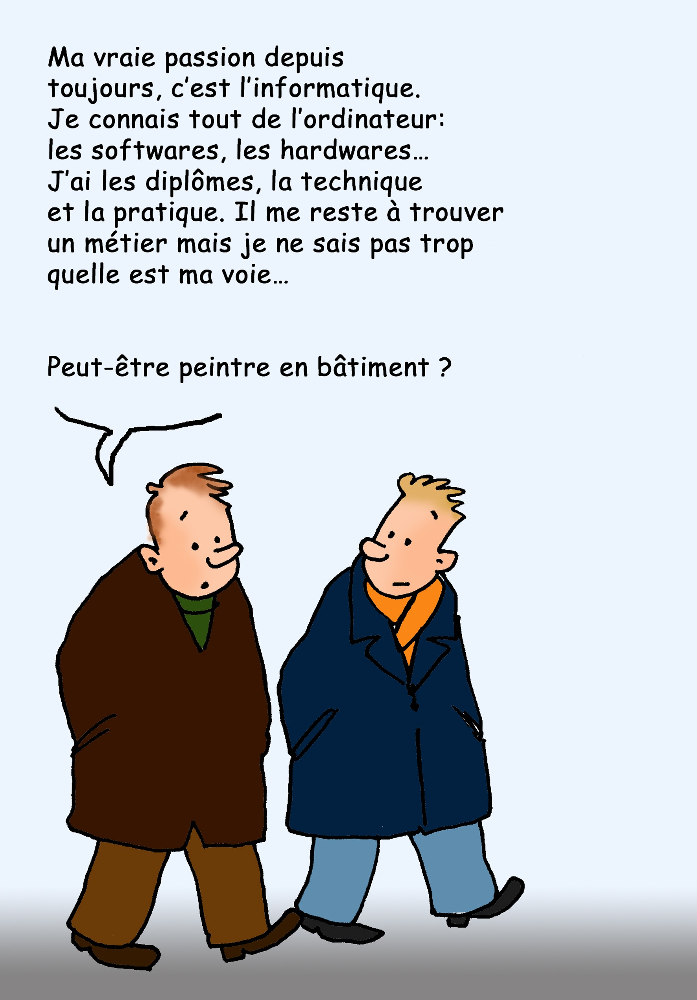 Ma vraie passion depuis
toujours, c'est l'informatique.
Je connais tout de l'ordinateur:
les softwares, les hardwares...
J'ai les diplômes, la technique
et la pratique. Il me reste à trouver
un métier mais je ne sais pas trop
quelle est ma voie...
Peut-être peintre en bâtiment ?